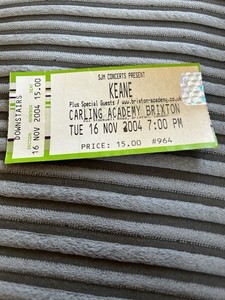 SJM CONCERTS PRESENT
KEANE
Plus Special Guests / www.brixton-academy.co.uk
CARLING ACADEMY BRIXTON
TUE 16 NOV 2004 7:00 PM
PRICE: 15.00 #964
DOWNSTAIRS
16 NOV 2004 15.00